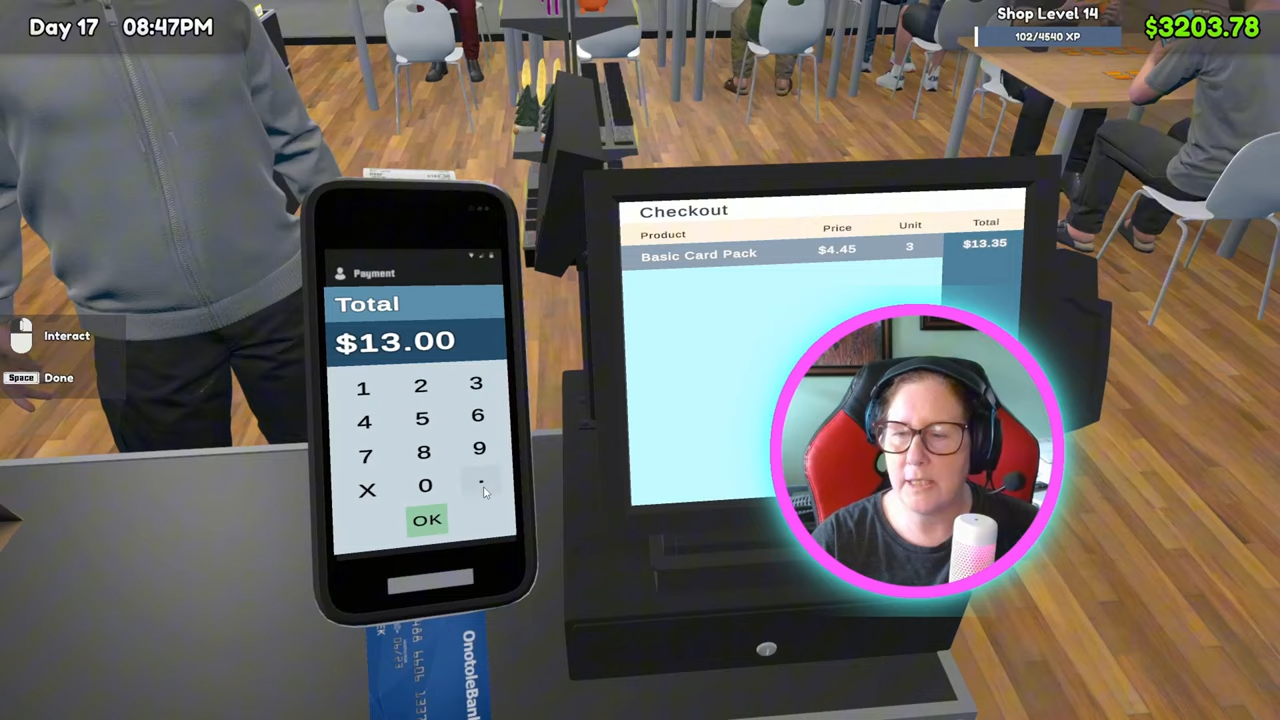 Day 17 08:47PM
Shop Level 14
102/4540 XP
$3203.78
Interact
Space Done
Payment
Total
$13.00
1 2 3
4 5 6
7 8 9
X 0 .
OK
Checkout
Product Price Unit Total
Basic Card Pack $4.45 3 $13.35
OnotoleBank